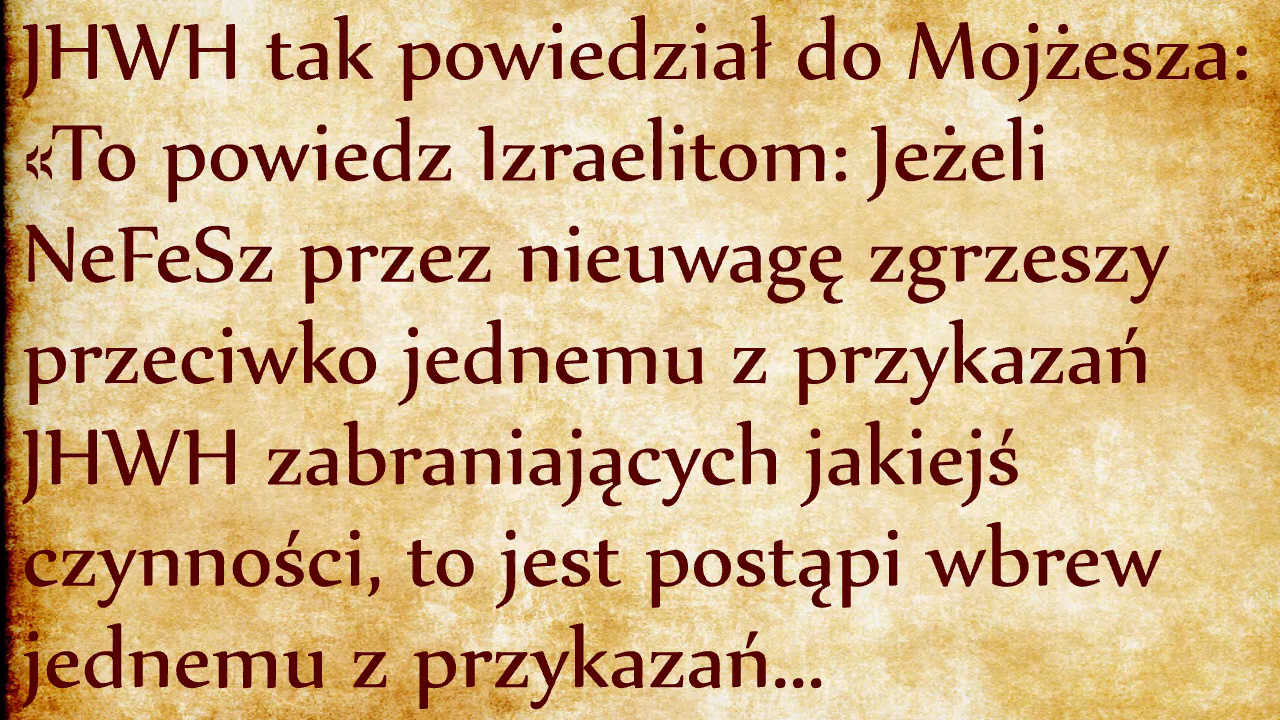 JHWH tak powiedział do Mojżesza:
«To powiedz Izraelitom: Jeżeli
NeFeSz przez nieuwagę zgrzeszy
przeciwko jednemu z przykazań
JHWH zabraniających jakiejś
czynności, to jest postąpi wbrew
jednemu z przykazań...